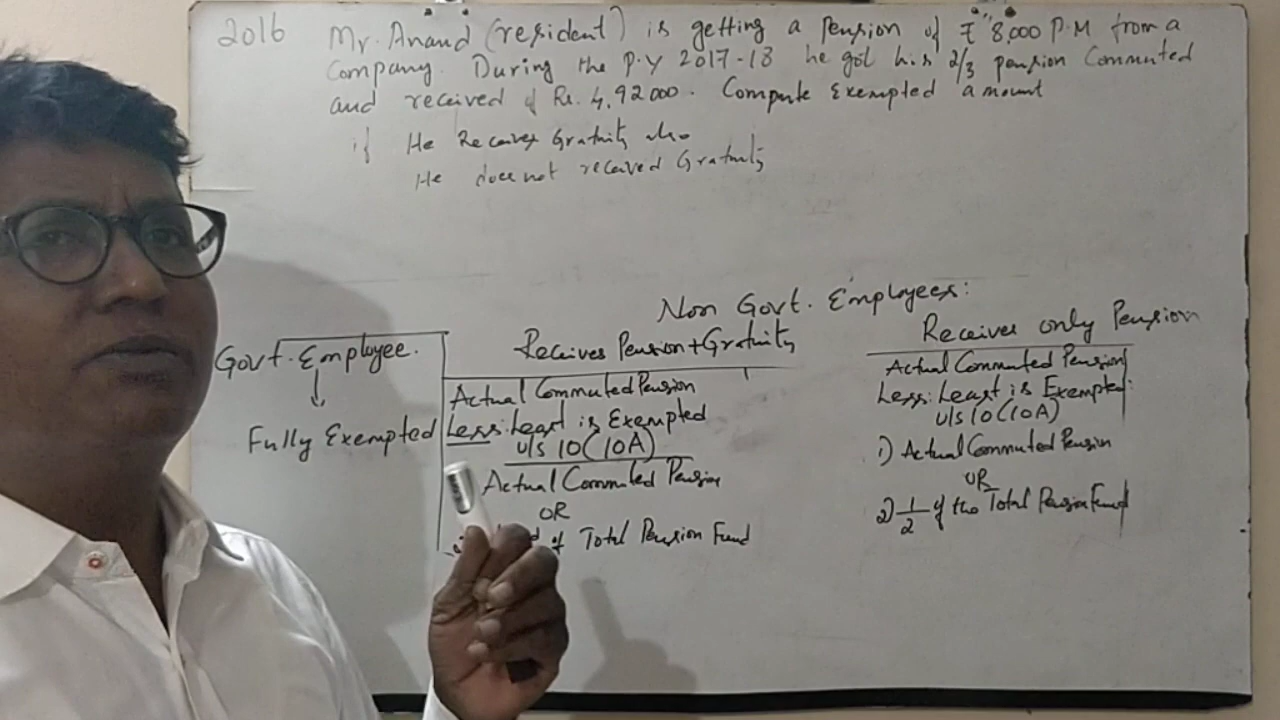 2016 Mr. Anand (resident) is getting a Pension of ₹ 8,000 P.M from a
Company. During the P.Y 2017-18 he got his 2/3 pension Commuted
and received of Rs. 4,92000. Compute Exempted amount
if He Receives Gratuity also
He does not received Gratuity
Non Govt. Employees:
Govt. Employee.
Fully Exempted
Receives Pension+Gratuity
Actual Commuted Pension
Less: Least is Exempted
U/s 10(10A)
Actual Commuted Pension
OR
of Total Pension Fund
Receives only Pension
Actual Commuted Pension
Less: Least is Exempted:
U/s 10(10A)
1) Actual Commuted Pension
OR
2) 1/2 of the Total Pension Fund